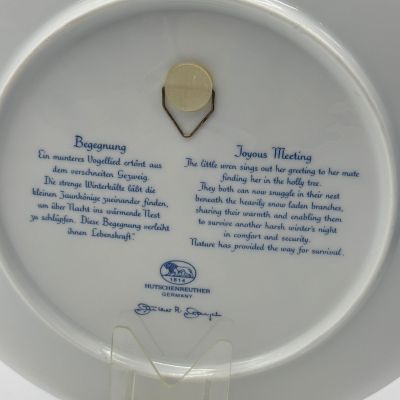 Begegnung
Ein munteres Vogellied ertönt aus
dem verschneiten Gezweig.
Die strenge Winterkälte läßt die
kleinen Zaunkönige zueinander finden,
um über Nacht ins wärmende Nest
zu schlüpfen. Diese Begegnung verleiht
ihnen Lebenskraft.
Joyous Meeting
The little wren sings out her greeting to her mate
finding her in the holly tree.
They both can now snuggle in their nest
beneath the heavily snow laden branches,
sharing their warmth and enabling them
to survive another harsh winter's night
in comfort and security.
Nature has provided the way for survival.
1814
HUTSCHENREUTHER
GERMANY